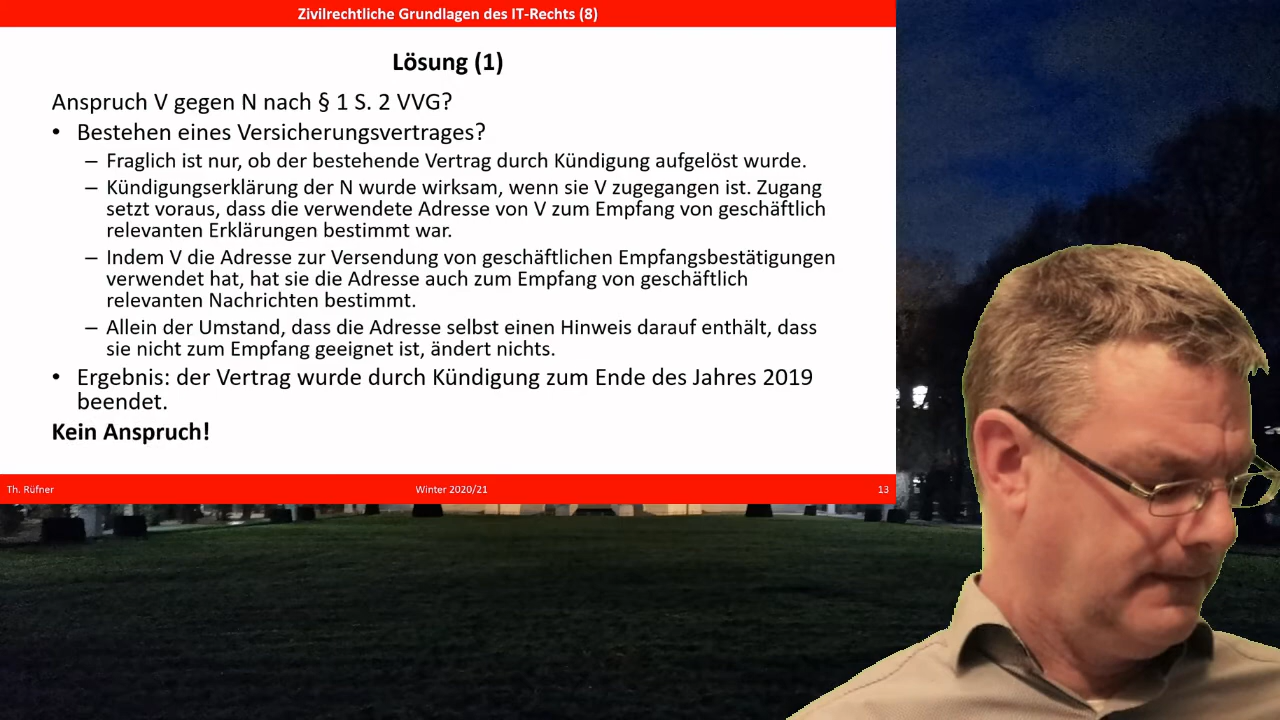 Zivilrechtliche Grundlagen des IT-Rechts (8)
Lösung (1)
Anspruch V gegen N nach § 1 S. 2 VVG?
• Bestehen eines Versicherungsvertrages?
– Fraglich ist nur, ob der bestehende Vertrag durch Kündigung aufgelöst wurde.
– Kündigungserklärung der N wurde wirksam, wenn sie V zugegangen ist. Zugang
setzt voraus, dass die verwendete Adresse von V zum Empfang von geschäftlich
relevanten Erklärungen bestimmt war.
– Indem V die Adresse zur Versendung von geschäftlichen Empfangsbestätigungen
verwendet hat, hat sie die Adresse auch zum Empfang von geschäftlich
relevanten Nachrichten bestimmt.
– Allein der Umstand, dass die Adresse selbst einen Hinweis darauf enthält, dass
sie nicht zum Empfang geeignet ist, ändert nichts.
• Ergebnis: der Vertrag wurde durch Kündigung zum Ende des Jahres 2019
beendet.
Kein Anspruch!
Th. Rüfner
Winter 2020/21
13